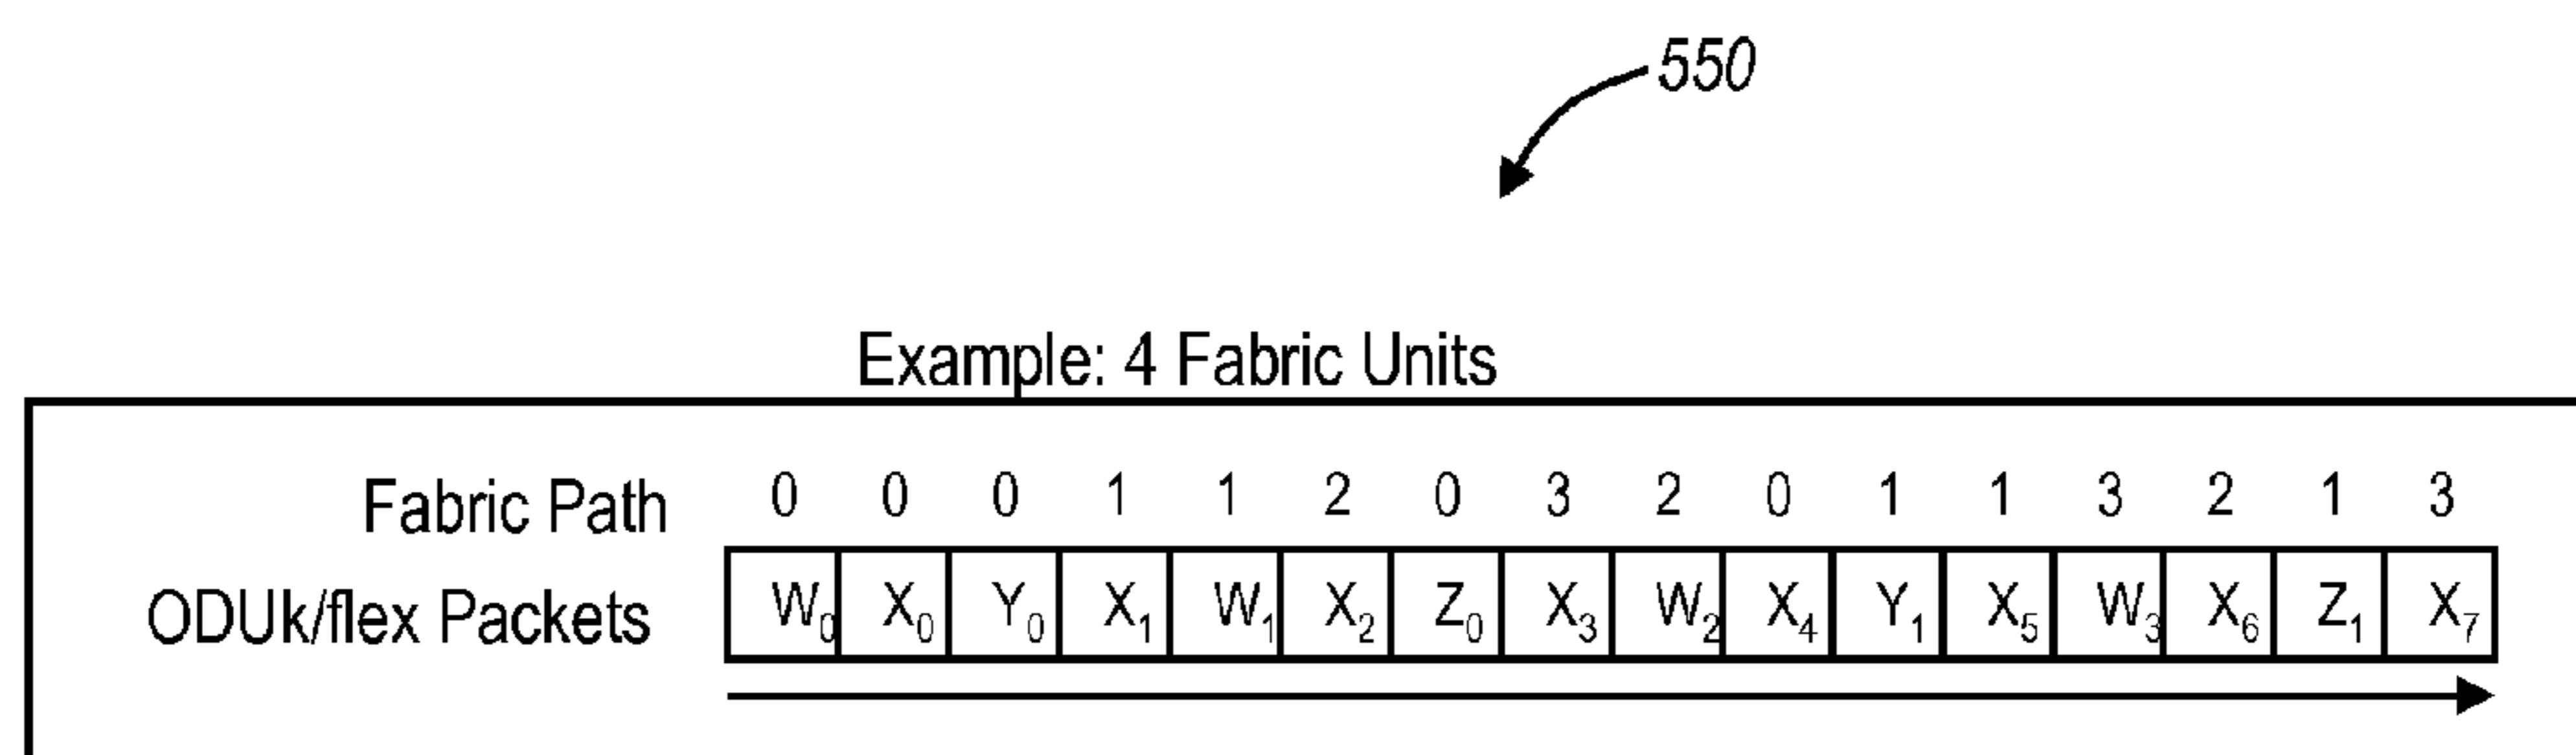 550
Example: 4 Fabric Units
Fabric Path 0 0 0 1 1 2 0 3 2 0 1 1 3 2 1 3
ODUk/flex Packets W₀ X₀ Y₀ X₁ W₁ X₂ Z₀ X₃ W₂ X₄ Y₁ X₅ W₃ X₆ Z₁ X₇